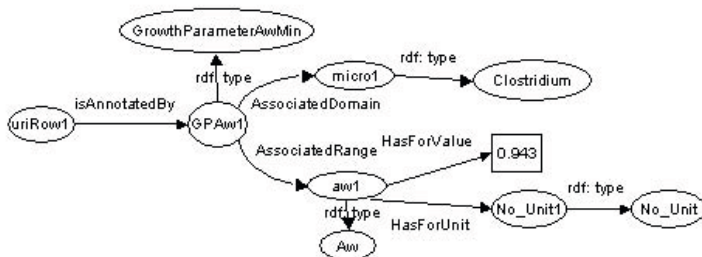 GrowthParameterAwMin
rdf: type
rdf: type
micro1
Clostridium
isAnnotatedBy
AssociatedDomain
uriRow1
GPAw1
HasForValue
AssociatedRange
0.943
rdf: type
aw1
rdf: type
No_Unit1
No_Unit
HasForUnit
Aw